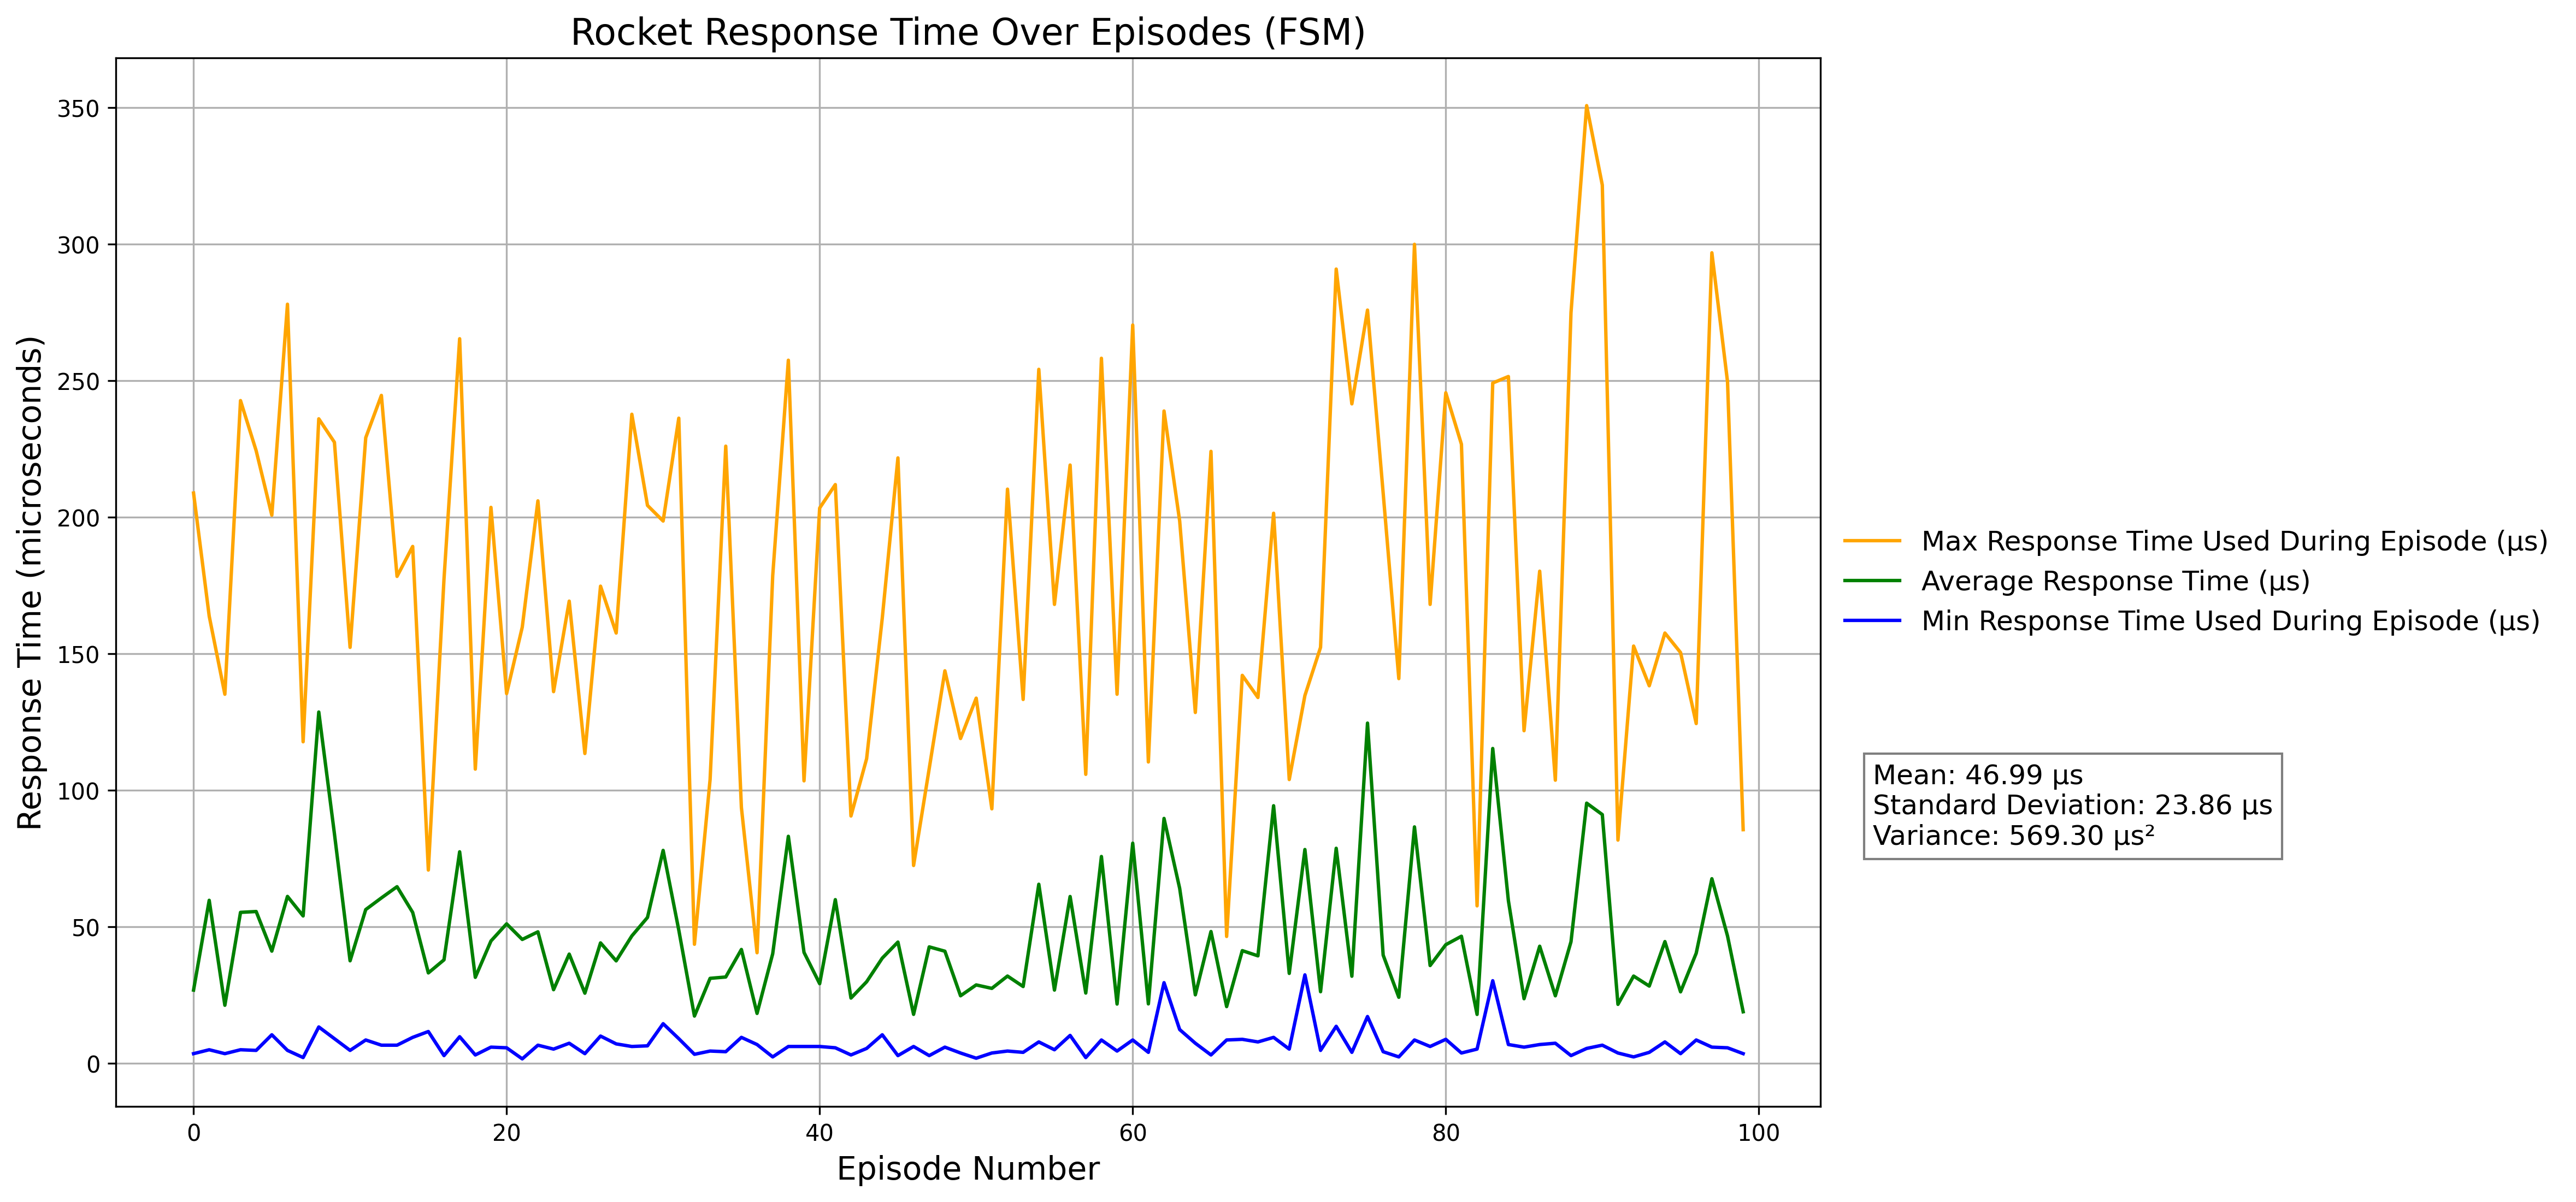 Rocket Response Time Over Episodes (FSM)
Response Time (microseconds)
350
300
250
200
150
100
50
0
0 20 40 60 80 100
Episode Number
Max Response Time Used During Episode (µs)
Average Response Time (µs)
Min Response Time Used During Episode (µs)
Mean: 46.99 µs
Standard Deviation: 23.86 µs
Variance: 569.30 µs²